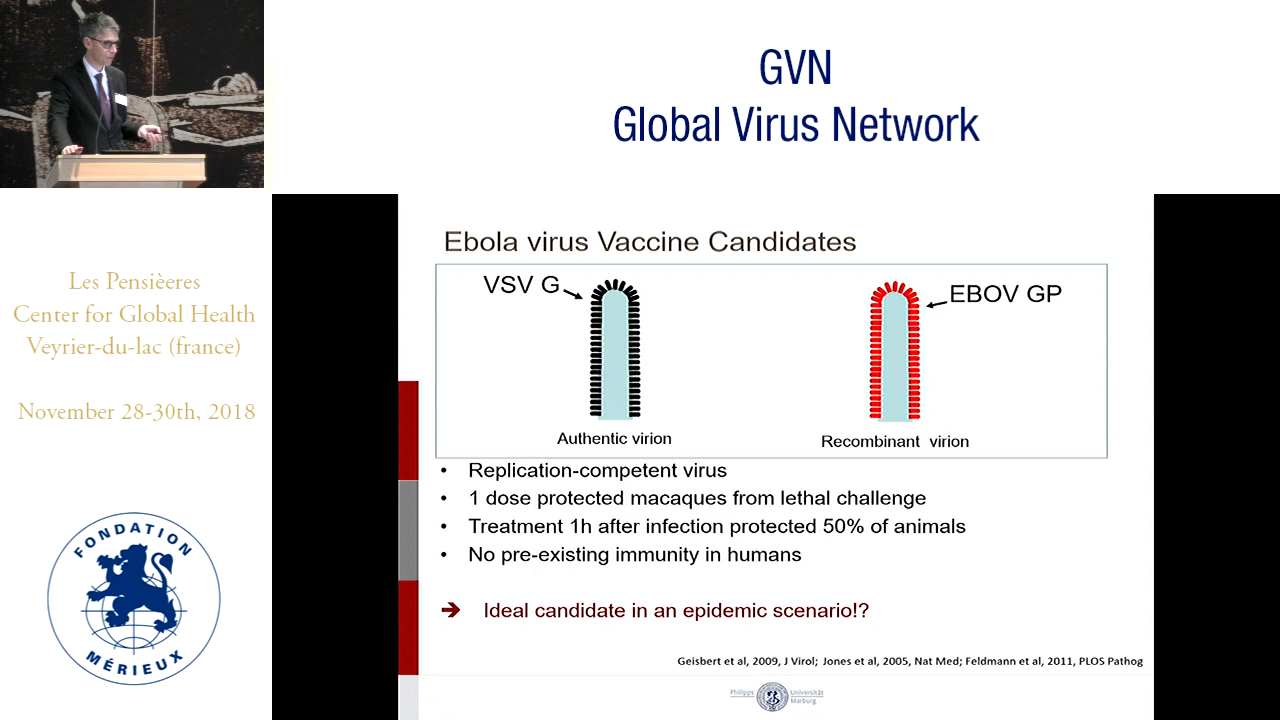 GVN
Global Virus Network
Les Pensièeres
Center for Global Health
Veyrier-du-lac (france)
November 28-30th, 2018
FONDATION
MÉRIEUX
Ebola virus Vaccine Candidates
VSV G
EBOV GP
Authentic virion
Recombinant virion
• Replication-competent virus
• 1 dose protected macaques from lethal challenge
• Treatment 1h after infection protected 50% of animals
• No pre-existing immunity in humans
➔ Ideal candidate in an epidemic scenario!?
Geisbert et al, 2009, J Virol; Jones et al, 2005, Nat Med; Feldmann et al, 2011, PLOS Pathog
Philipps Universität
Marburg